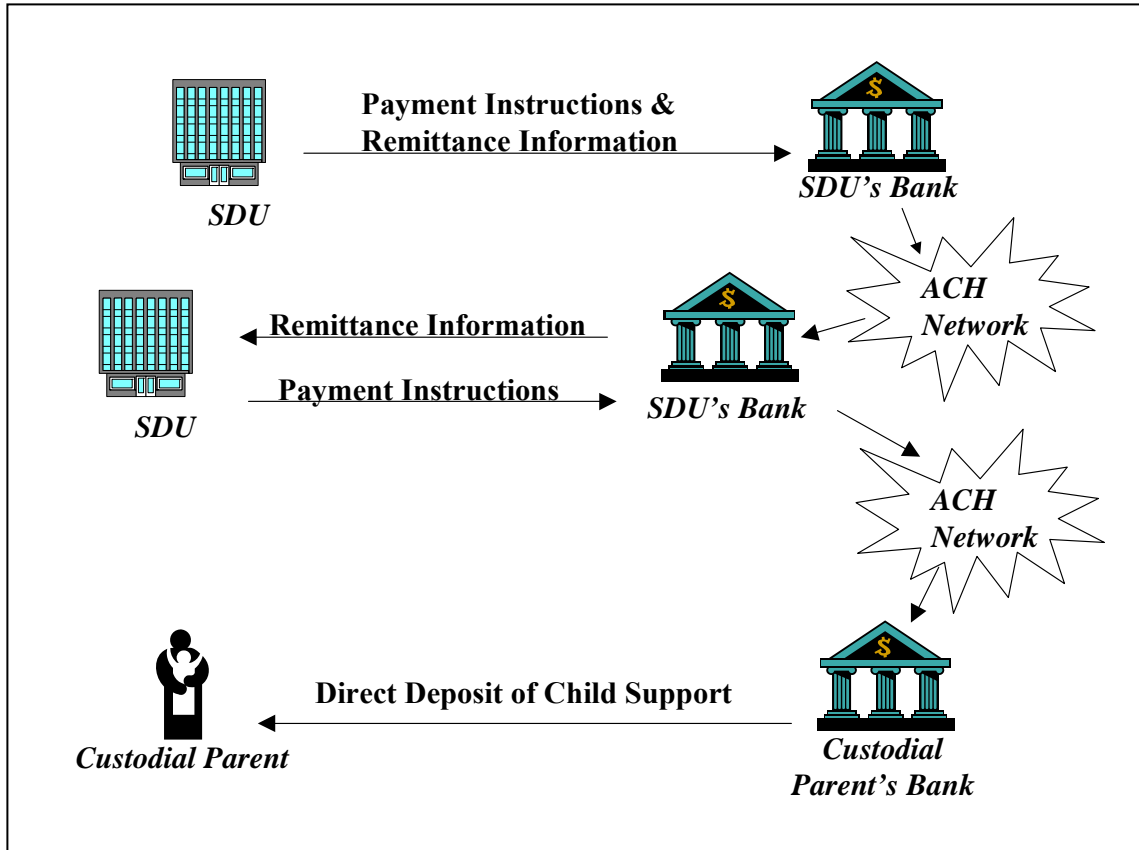 Payment Instructions &
Remittance Information
$
SDU
SDU's Bank
ACH
Network
$
Remittance Information
Payment Instructions
SDU
SDU's Bank
ACH
Network
$
Direct Deposit of Child Support
Custodial Parent
Custodial
Parent's Bank